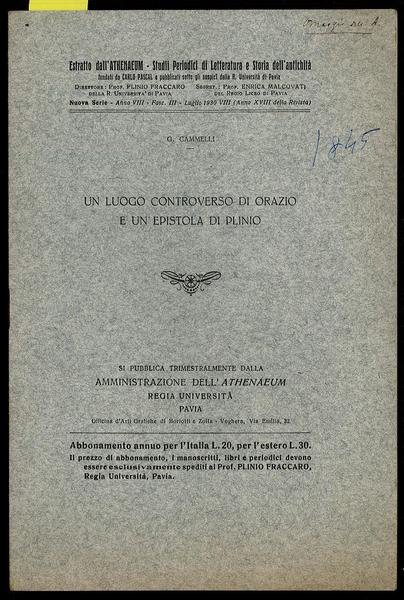 Omaggio dell'A.
Estratto dall'ATHENAEUM - Studii Periodici di Letteratura e Storia dell'antichità
fondati da CARLO PASCAL e pubblicati sotto gli auspici della R. Università di Pavia
DIRETTORE: PROF. PLINIO FRACCARO SEGRET.: PROF. ENRICA MALCOVATI
DELLA R. UNIVERSITA' DI PAVIA DEL REGIO LICEO DI PAVIA
Nuova Serie - Anno VIII - Fasc. III - Luglio 1930 VIII (Anno XVIII della Rivista)
G. CAMMELLI
1845
UN LUOGO CONTROVERSO DI ORAZIO
E UN' EPISTOLA DI PLINIO
SI PUBBLICA TRIMESTRALMENTE DALLA
AMMINISTRAZIONE DELL' ATHENAEUM
REGIA UNIVERSITÀ
PAVIA
Officina d'Arti Grafiche di Boriotti e Zolla - Voghera, Via Emilia, 32
Abbonamento annuo per l'Italia L. 20, per l'estero L. 30.
Il prezzo di abbonamento, i manoscritti, libri e periodici devono
essere esclusivamente spediti al Prof. PLINIO FRACCARO,
Regia Università, Pavia.